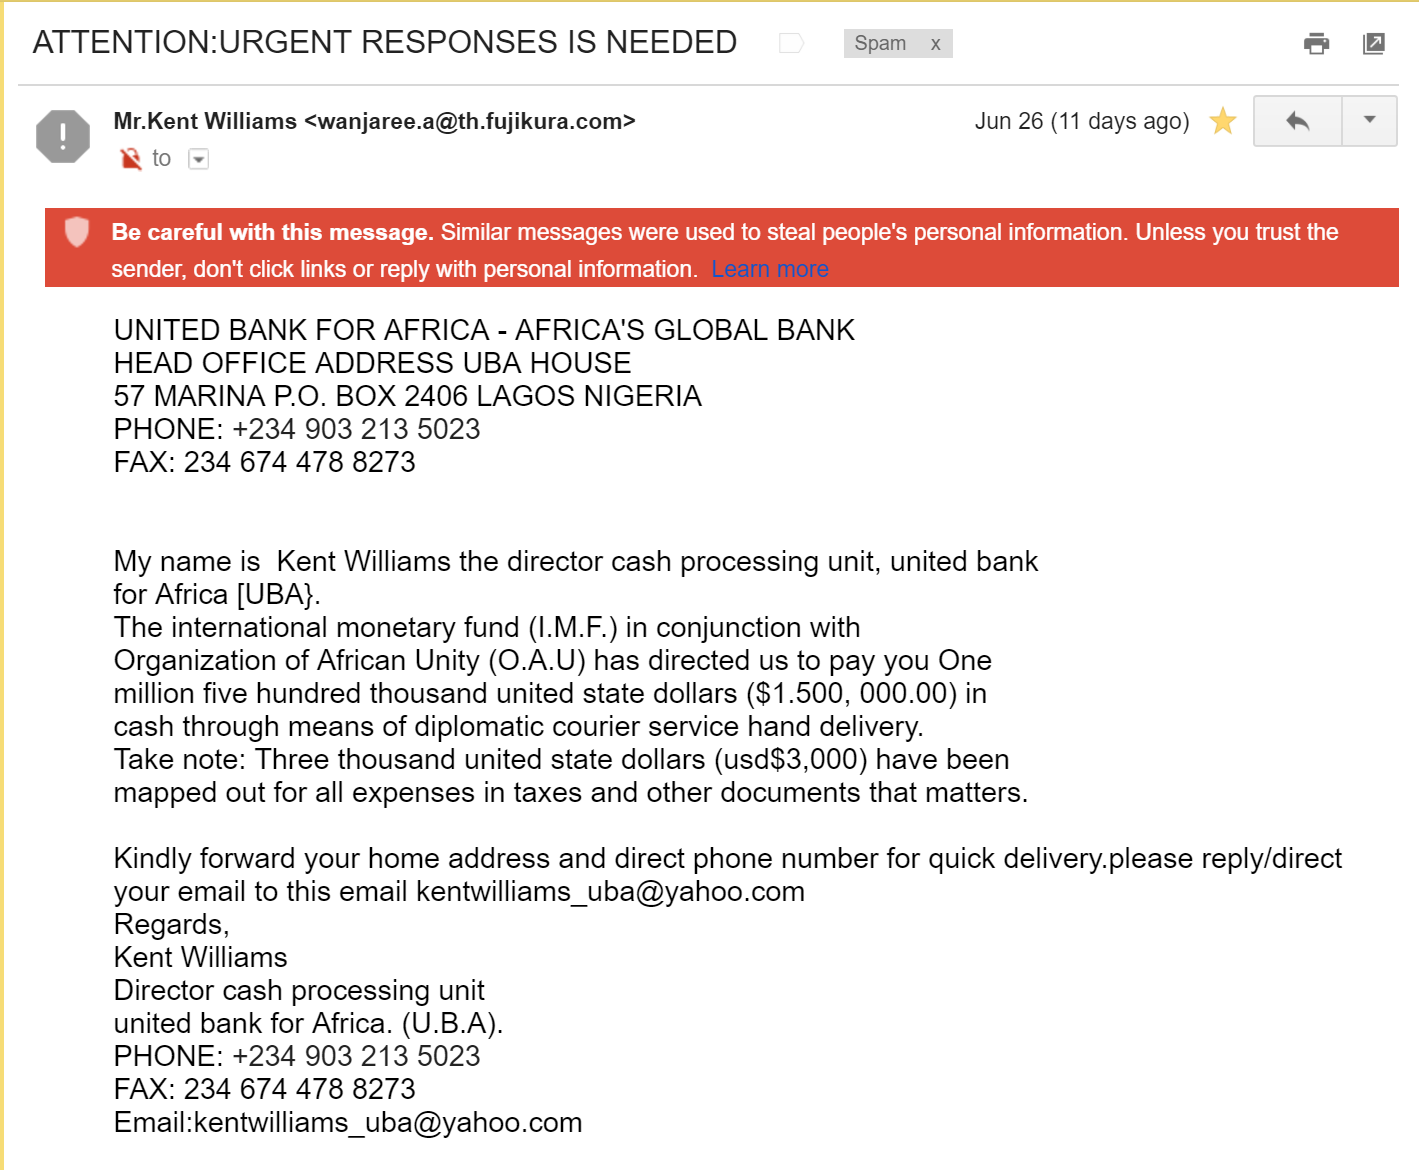 ATTENTION:URGENT RESPONSES IS NEEDED
Spam x
Mr.Kent Williams <wanjaree.a@th.fujikura.com>
Jun 26 (11 days ago)
to
Be careful with this message. Similar messages were used to steal people's personal information. Unless you trust the
sender, don't click links or reply with personal information. Learn more
UNITED BANK FOR AFRICA - AFRICA'S GLOBAL BANK
HEAD OFFICE ADDRESS UBA HOUSE
57 MARINA P.O. BOX 2406 LAGOS NIGERIA
PHONE: +234 903 213 5023
FAX: 234 674 478 8273
My name is  Kent Williams the director cash processing unit, united bank
for Africa [UBA}.
The international monetary fund (I.M.F.) in conjunction with
Organization of African Unity (O.A.U) has directed us to pay you One
million five hundred thousand united state dollars ($1.500, 000.00) in
cash through means of diplomatic courier service hand delivery.
Take note: Three thousand united state dollars (usd$3,000) have been
mapped out for all expenses in taxes and other documents that matters.
Kindly forward your home address and direct phone number for quick delivery.please reply/direct
your email to this email kentwilliams_uba@yahoo.com
Regards,
Kent Williams
Director cash processing unit
united bank for Africa. (U.B.A).
PHONE: +234 903 213 5023
FAX: 234 674 478 8273
Email:kentwilliams_uba@yahoo.com